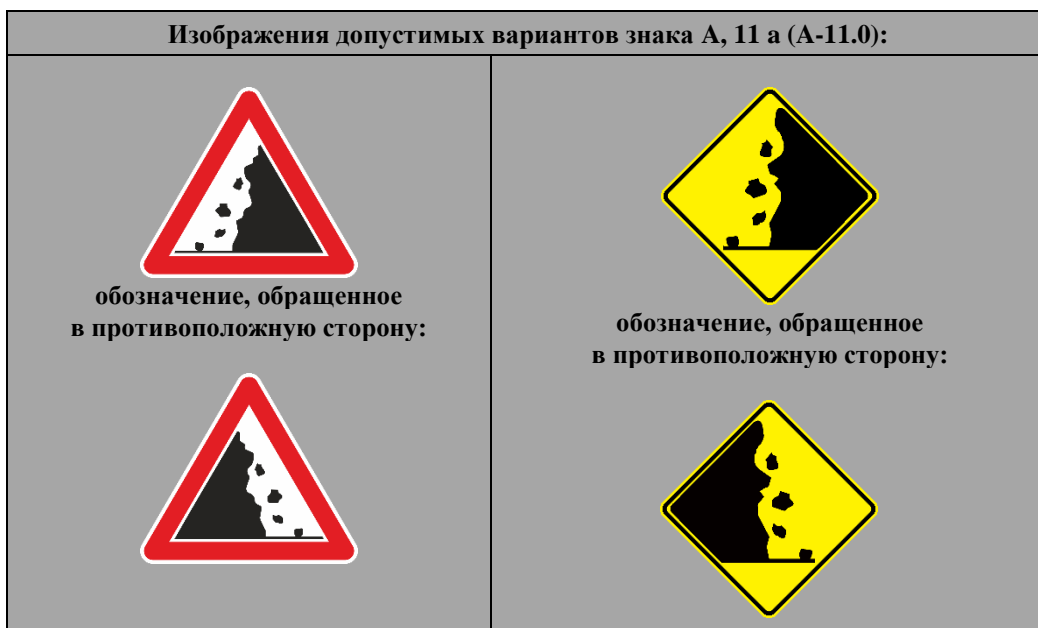 Изображения допустимых вариантов знака А, 11 а (А-11.0):
обозначение, обращенное
в противоположную сторону:
обозначение, обращенное
в противоположную сторону: